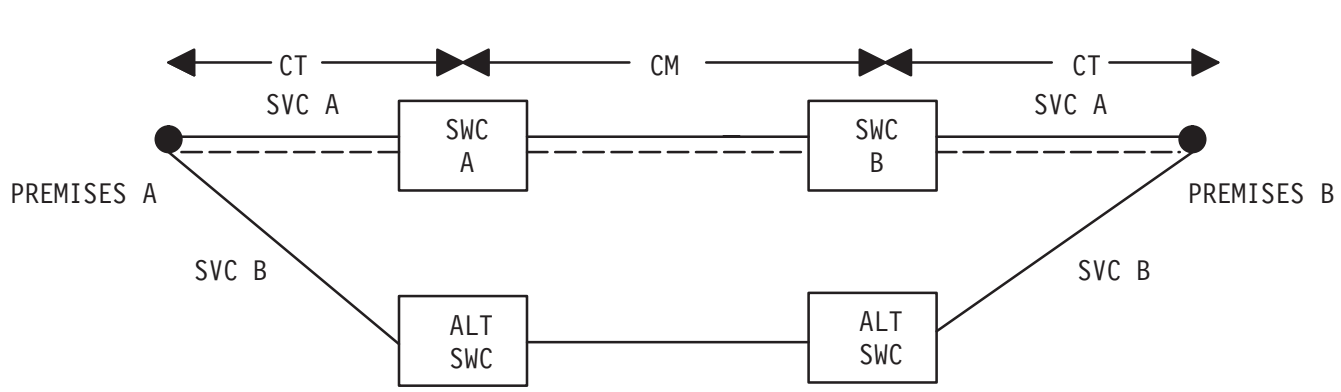 CT CM CT
SVC A SVC A
SWC
A
SWC
B
PREMISES A PREMISES B
SVC B SVC B
ALT
SWC
ALT
SWC